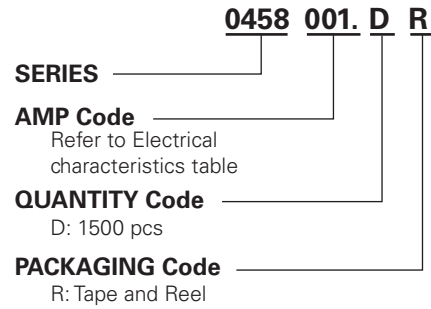 0458 001. D R
SERIES
AMP Code
Refer to Electrical
characteristics table
QUANTITY Code
D: 1500 pcs
PACKAGING Code
R: Tape and Reel